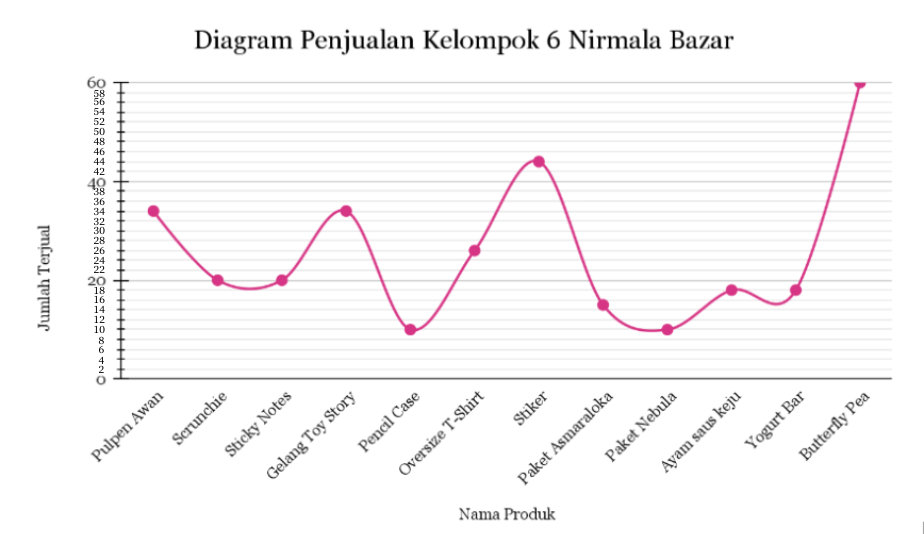 Diagram Penjualan Kelompok 6 Nirmala Bazar
Jumlah Terjual
60
58
56
54
52
50
48
46
44
42
40
38
36
34
32
30
28
26
24
22
20
18
16
14
12
10
8
6
4
2
0
Pulpen Awan
Scrunchie
Sticky Notes
Gelang Toy Story
Pencil Case
Oversize T-Shirt
Stiker
Paket Asmaraloka
Paket Nebula
Ayam saus keju
Yogurt Bar
Butterfly Pea
Nama Produk